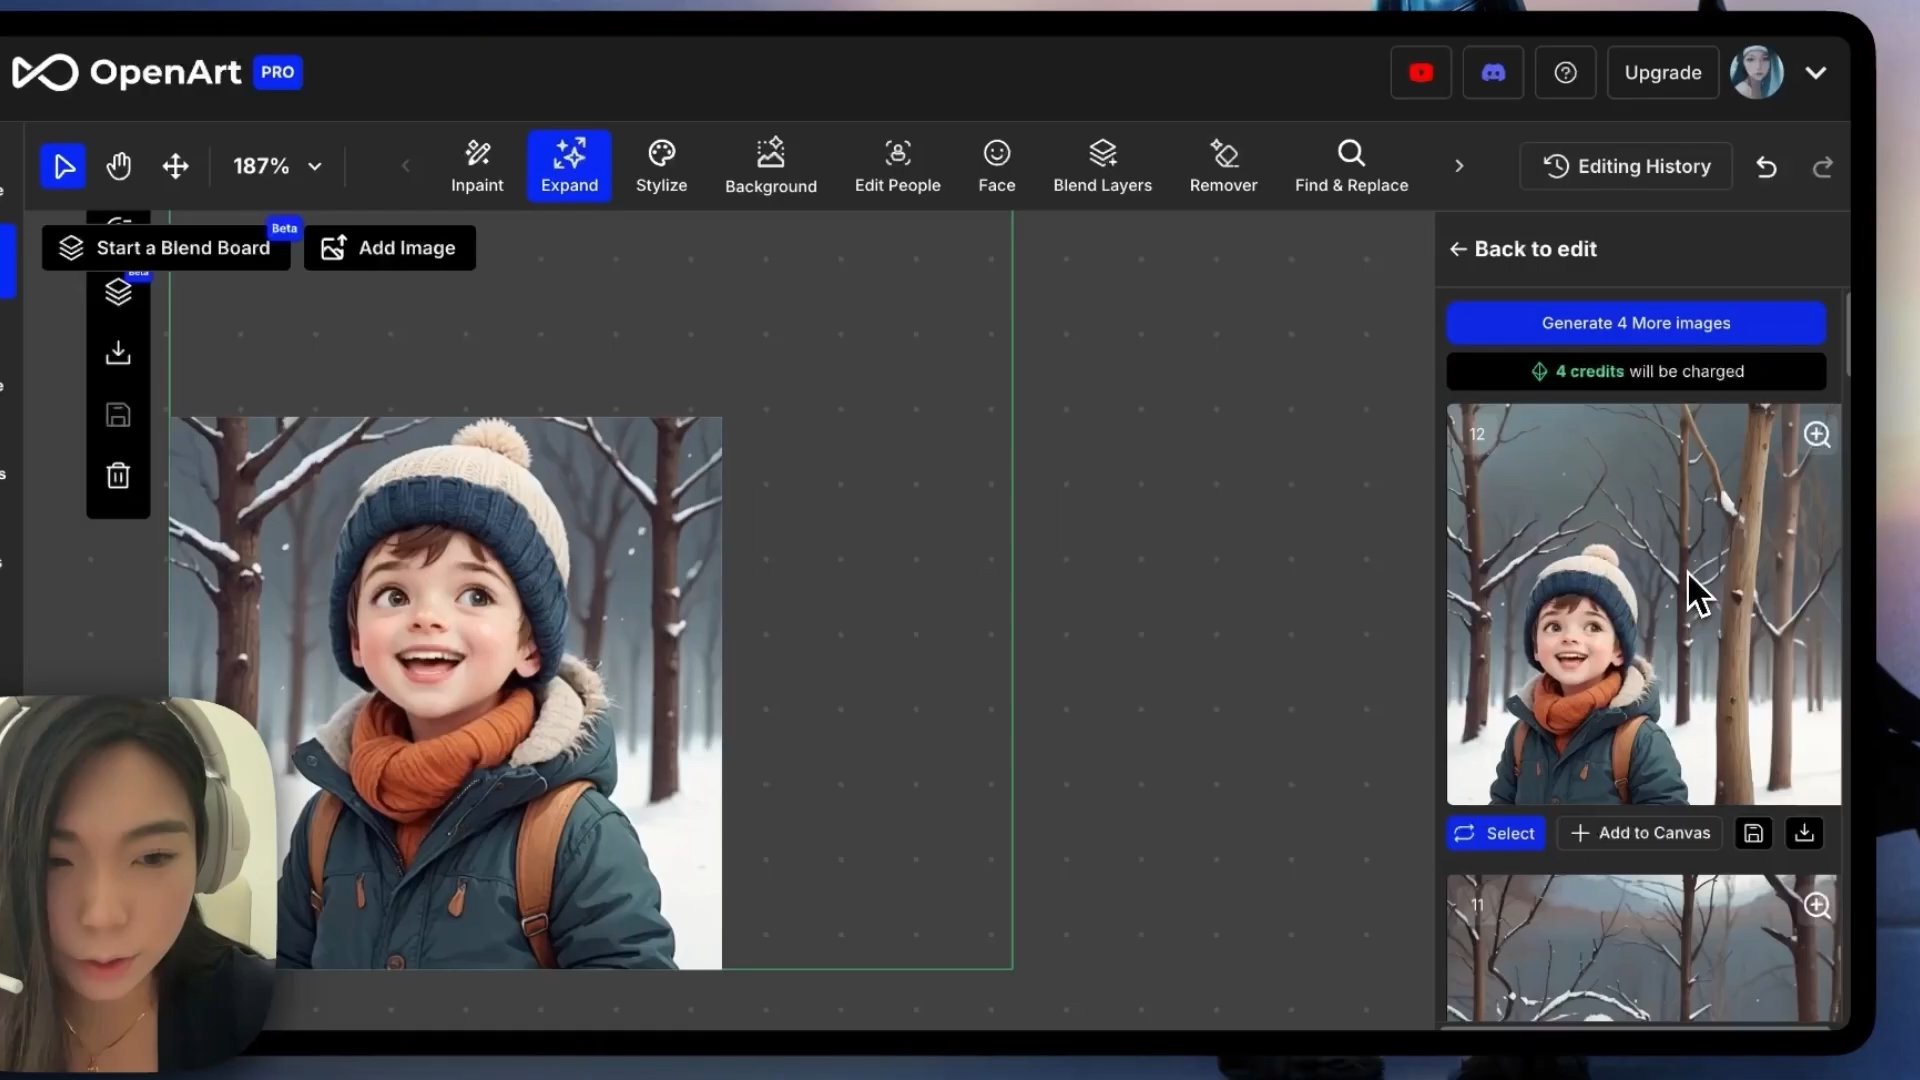 OpenArt PRO
Upgrade
187%
Inpaint
Expand
Stylize
Background
Edit People
Face
Blend Layers
Remover
Find & Replace
Editing History
Start a Blend Board
Beta
Add Image
Beta
Back to edit
Generate 4 More images
4 credits will be charged
12
Select
Add to Canvas
11